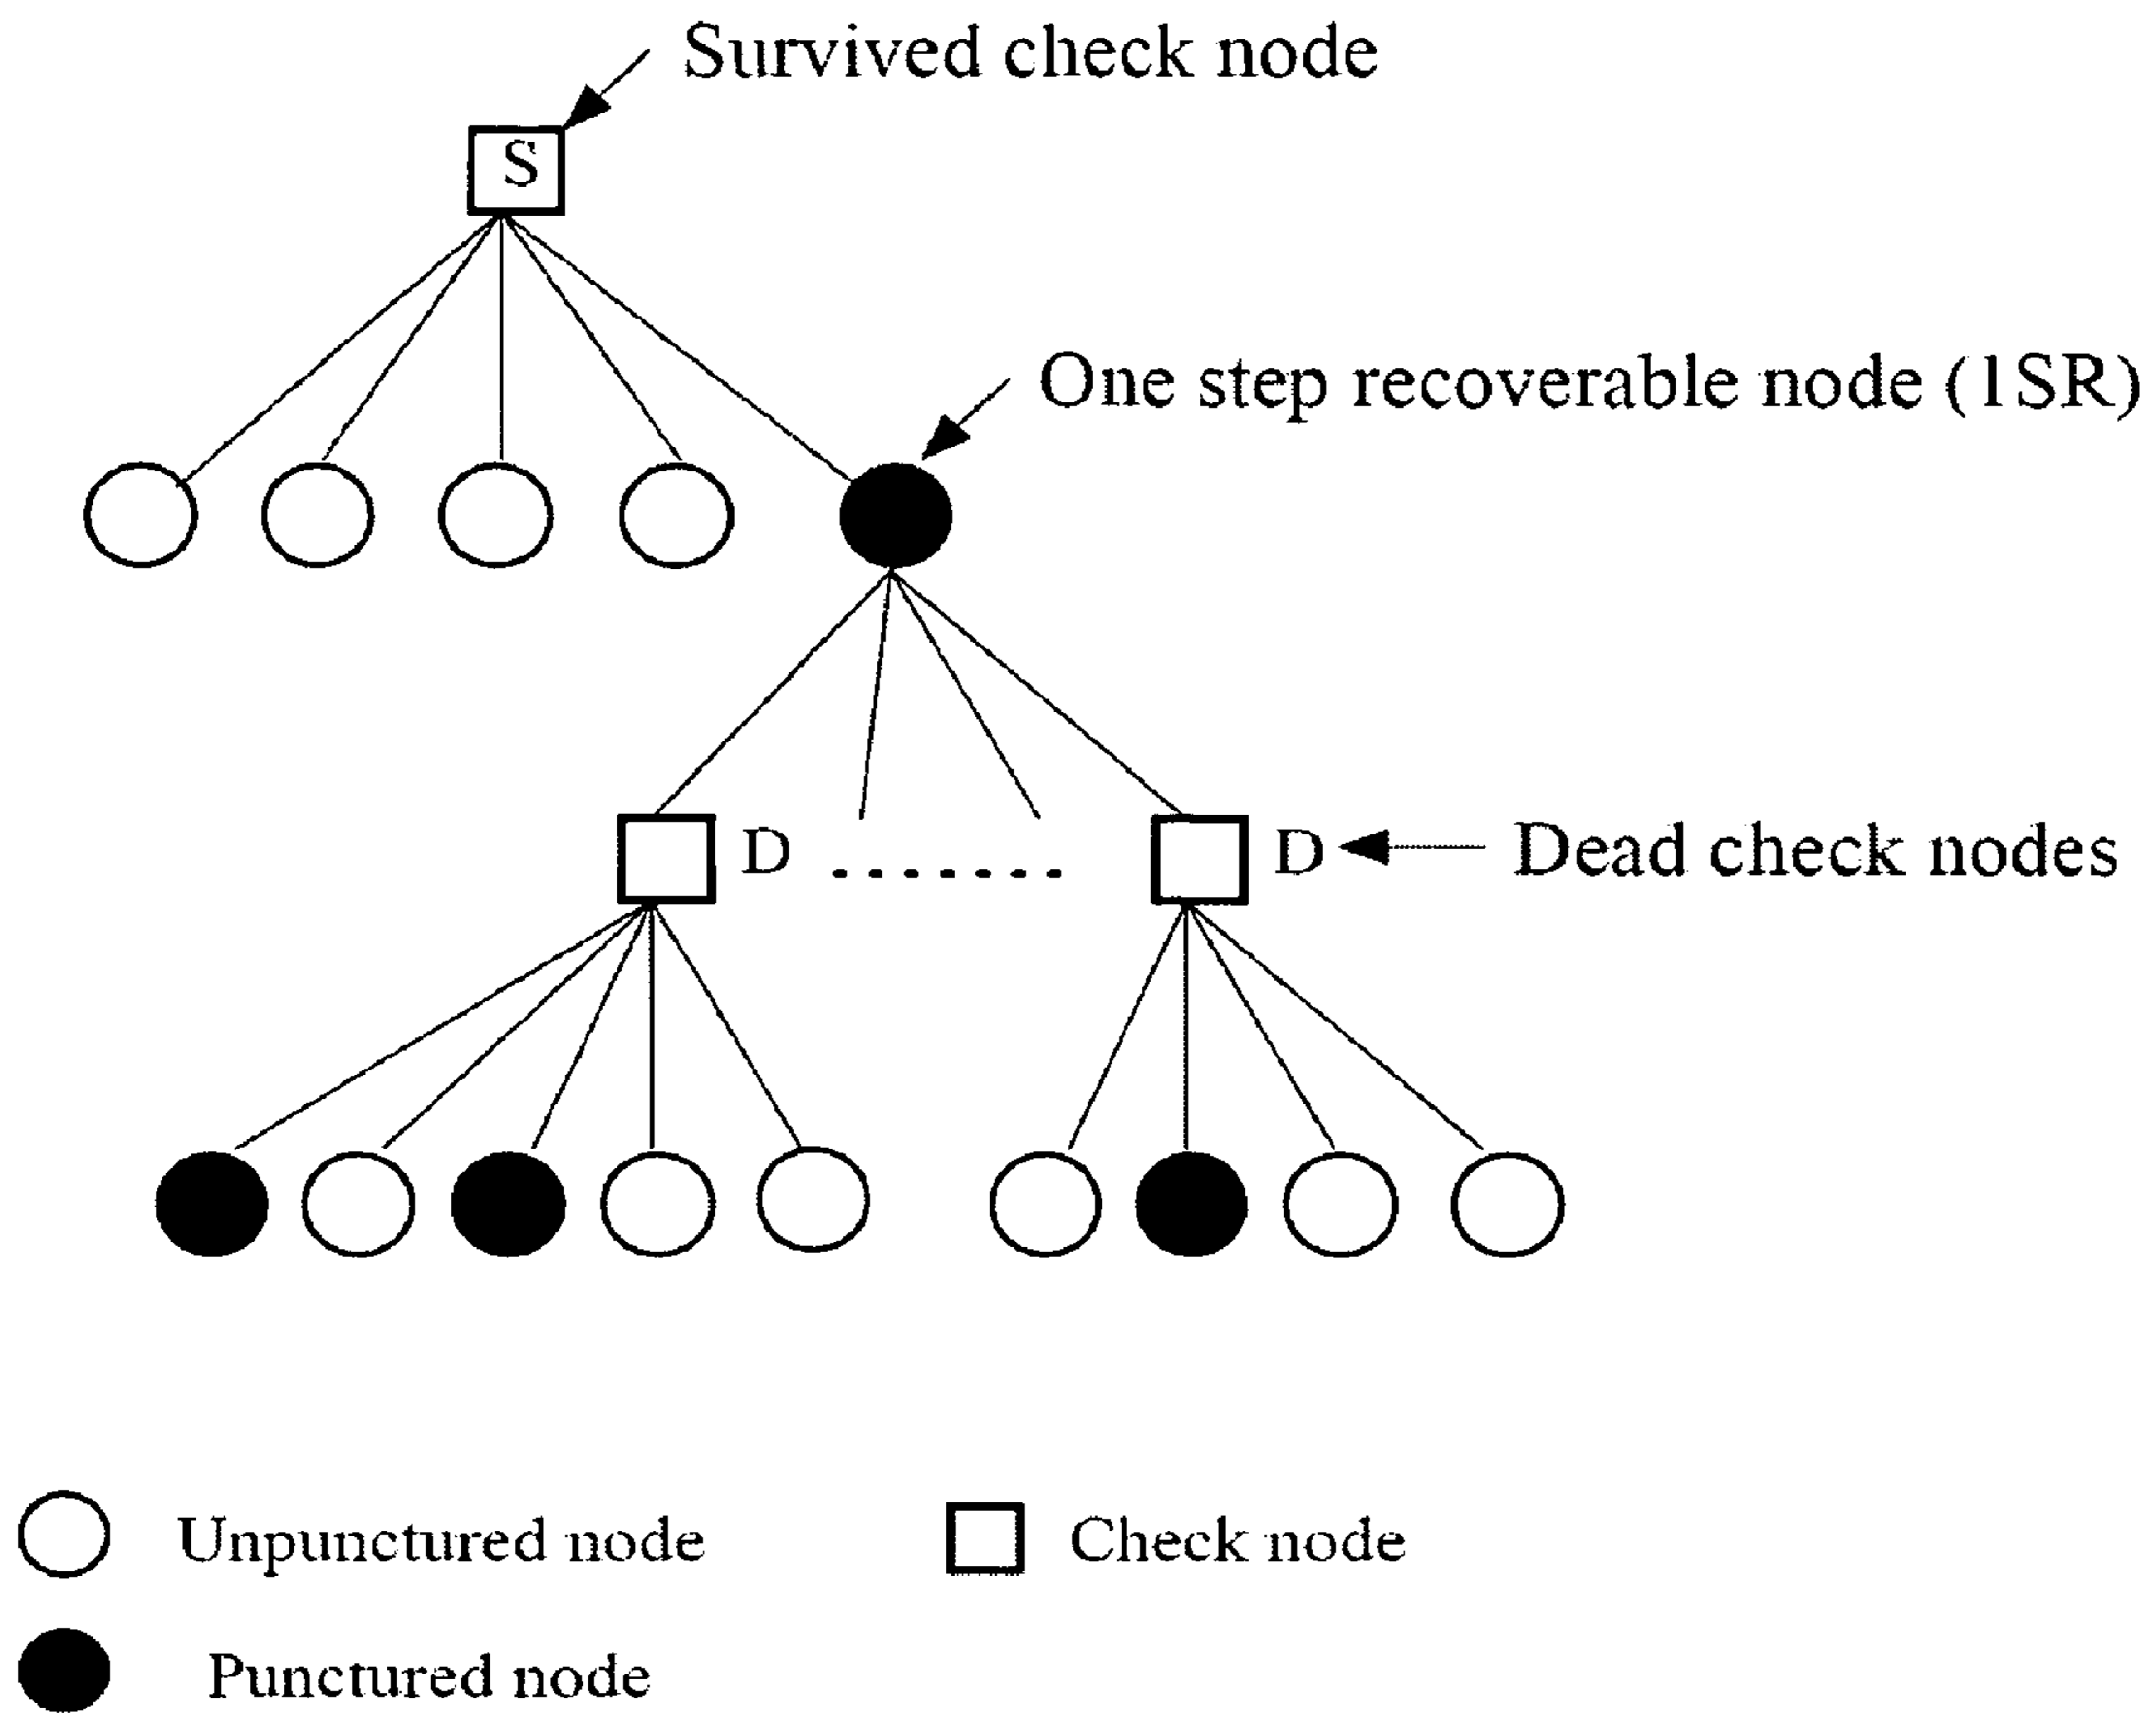 Survived check node
S
One step recoverable node (1SR)
D ....... D Dead check nodes
Unpunctured node Check node
Punctured node